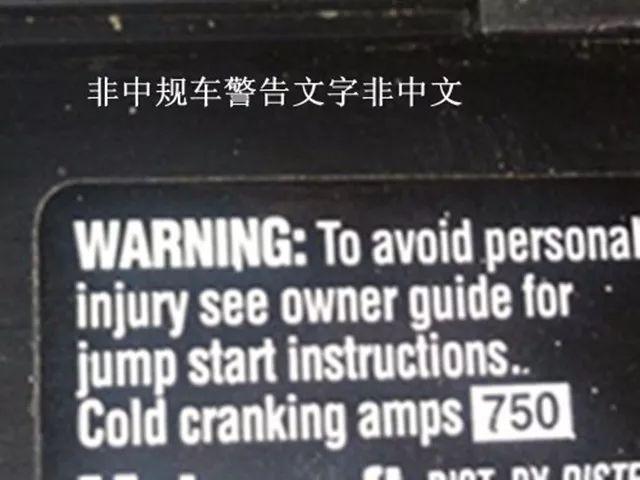 非中规车警告文字非中文
WARNING: To avoid personal
injury see owner guide for
jump start instructions..
Cold cranking amps 750